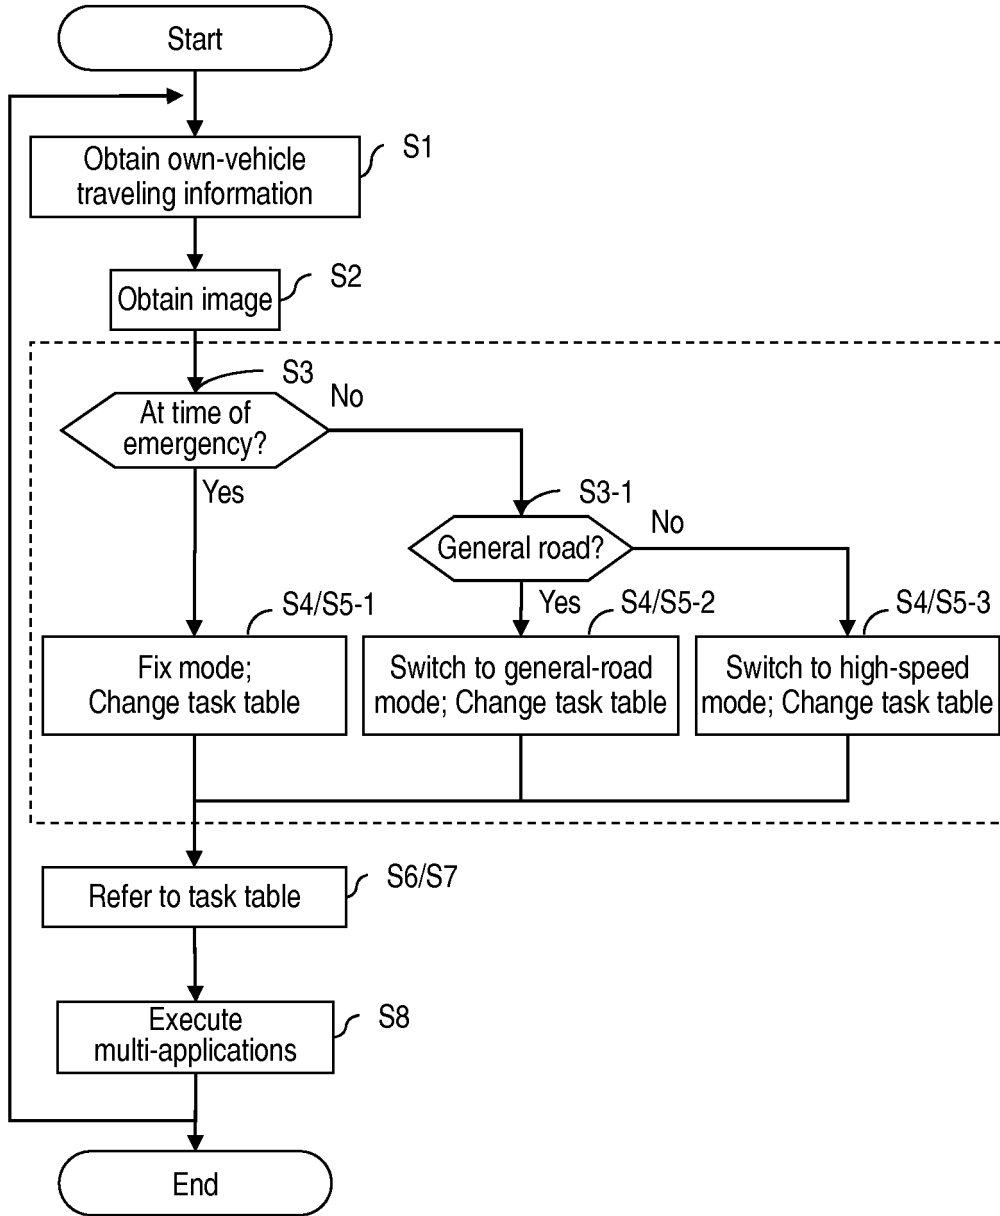 Start
Obtain own-vehicle
traveling information
S1
Obtain image
S2
S3
At time of
emergency?
No
Yes
S3-1
General road?
No
Yes
S4/S5-1
Fix mode;
Change task table
S4/S5-2
Switch to general-road
mode; Change task table
S4/S5-3
Switch to high-speed
mode; Change task table
Refer to task table
S6/S7
Execute
multi-applications
S8
End